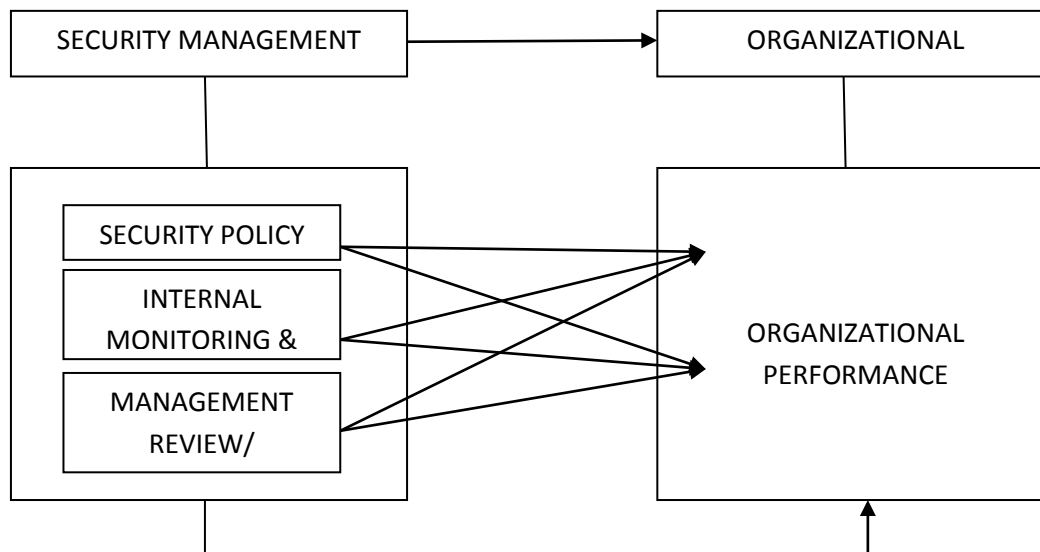 SECURITY MANAGEMENT
ORGANIZATIONAL
SECURITY POLICY
INTERNAL
MONITORING &
MANAGEMENT
REVIEW/
ORGANIZATIONAL
PERFORMANCE